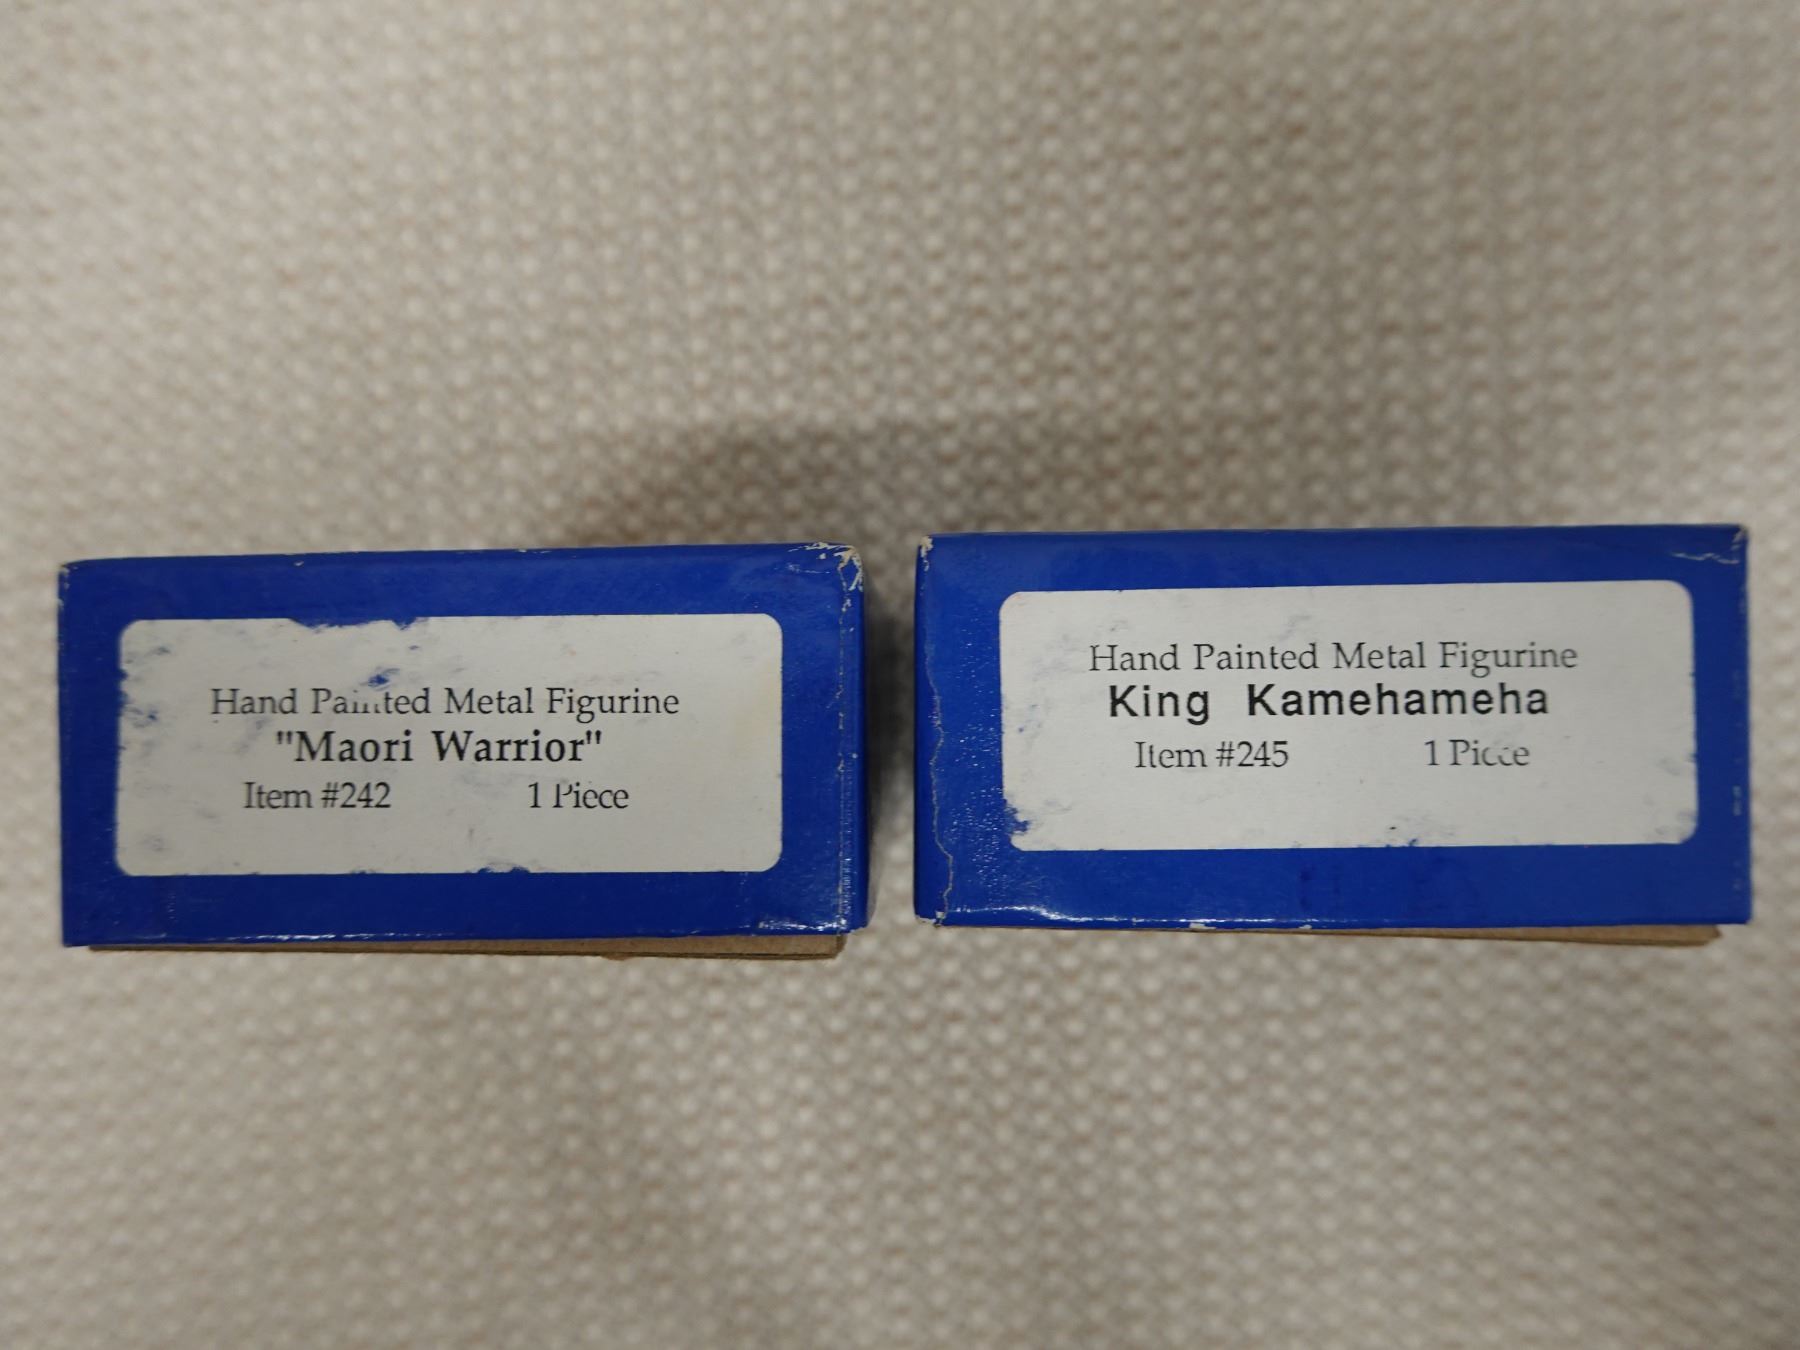 Hand Painted Metal Figurine
"Maori Warrior"
Item #242 1 Piece
Hand Painted Metal Figurine
King Kamehameha
Item #245 1 Piece